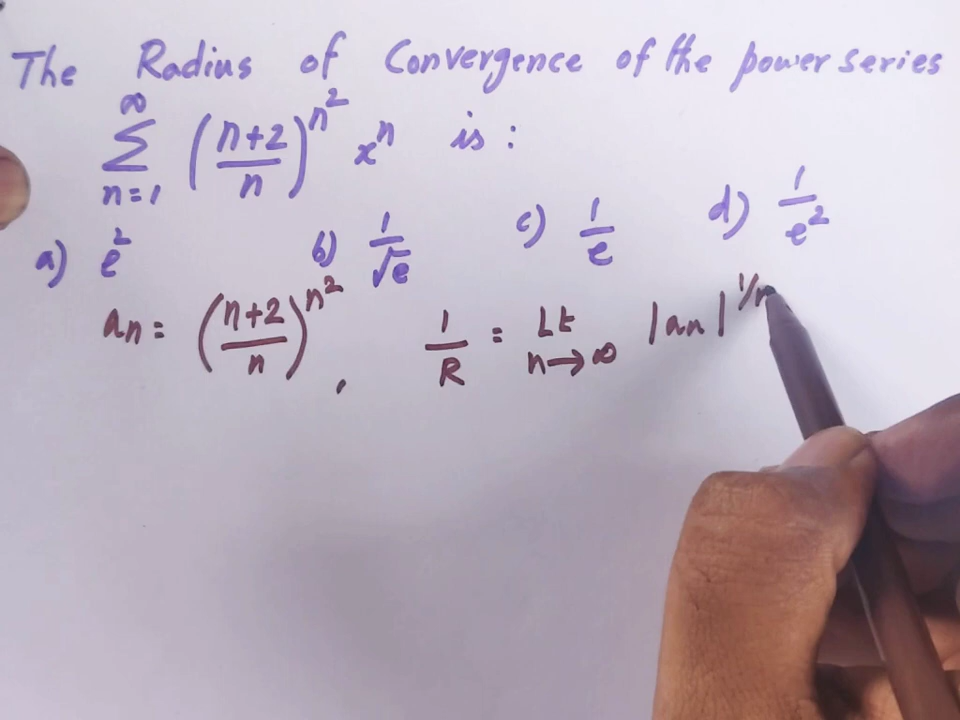 The Radius of Convergence of the power series
∞ ∑ n=1 (n+2/n)^n² xⁿ is:
a) e² b) 1/√e c) 1/e d) 1/e²
an = (n+2/n)^n² , 1/R = Lt n→∞ |an|^1/n